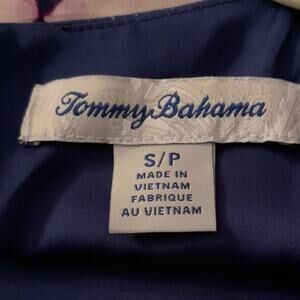 Tommy Bahama
S/P
MADE IN
VIETNAM
FABRIQUE
AU VIETNAM